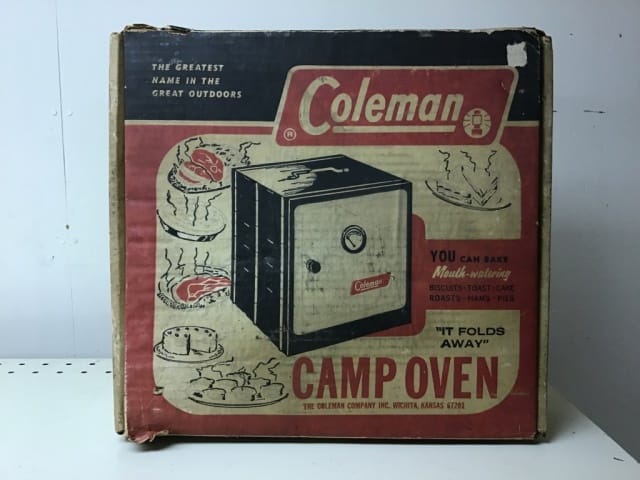 THE GREATEST
NAME IN THE
GREAT OUTDOORS
Coleman
®
Coleman
YOU CAN BAKE
Mouth-watering
BISCUITS·TOAST·CAKE
ROASTS·HAMS·PIES
"IT FOLDS
AWAY"
CAMP OVEN
THE COLEMAN COMPANY INC. WICHITA, KANSAS 67201